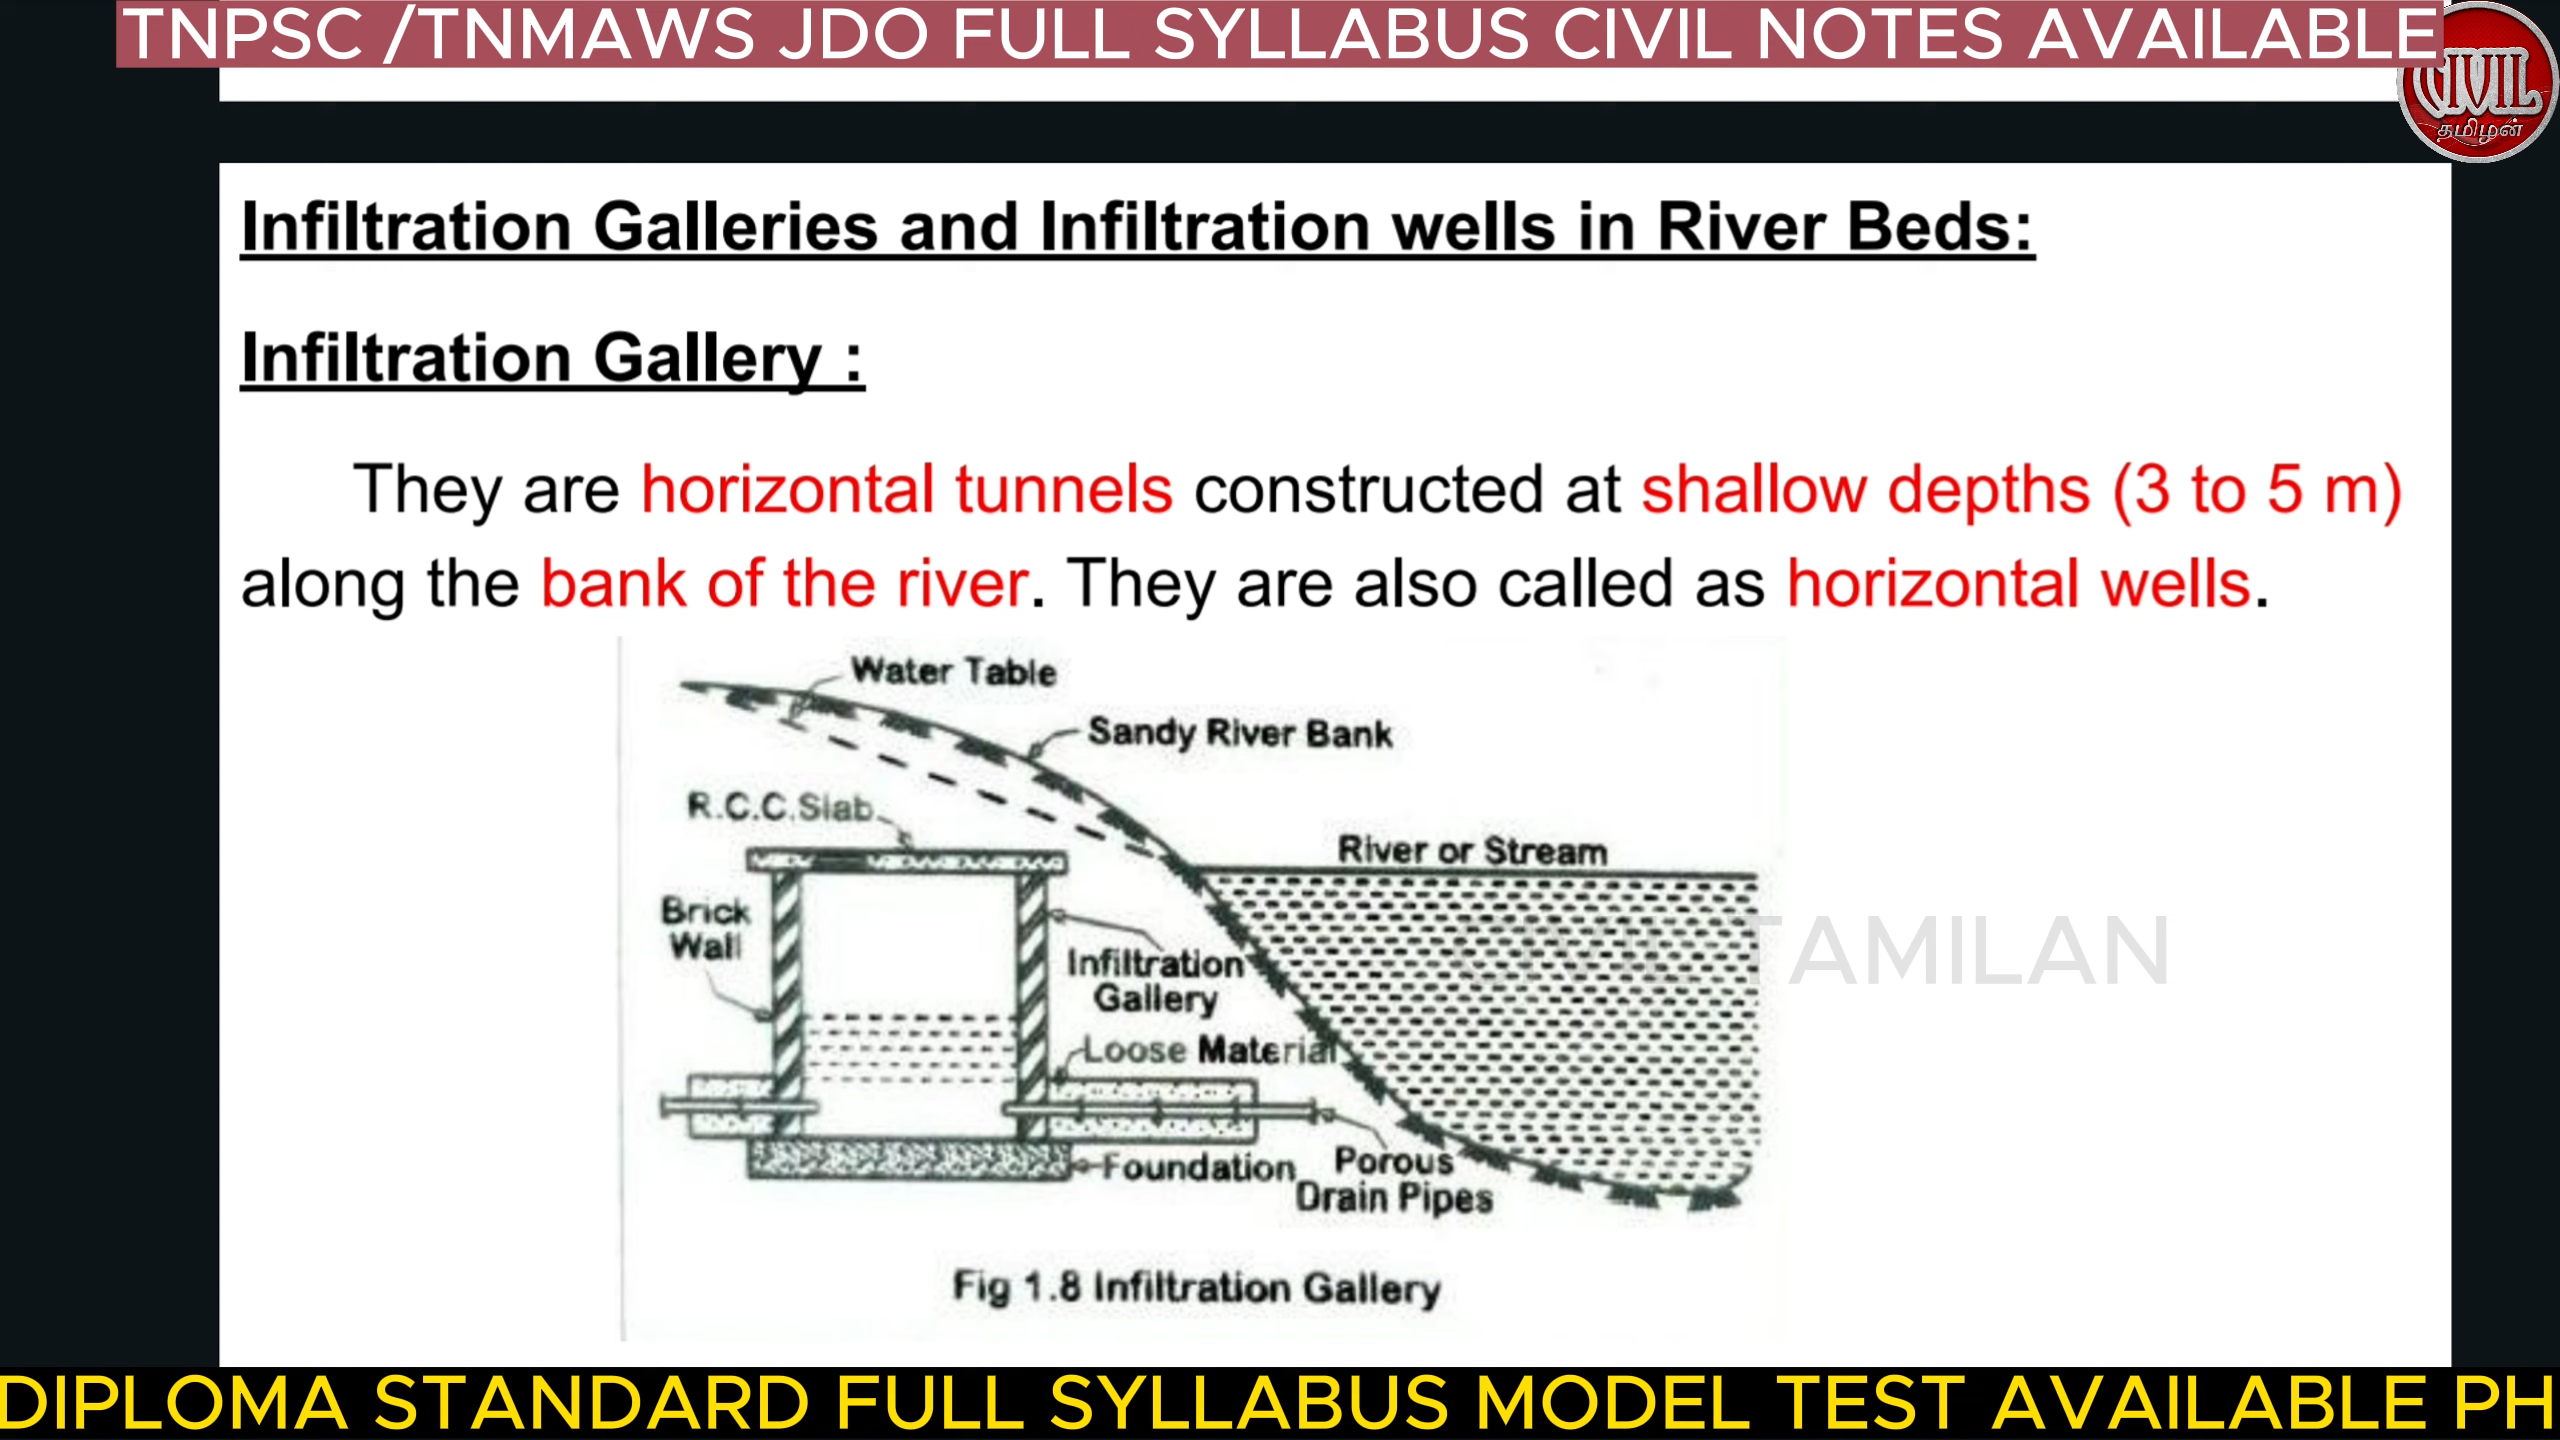 TNPSC /TNMAWS JDO FULL SYLLABUS CIVIL NOTES AVAILABLE
CIVIL
தமிழன்
Infiltration Galleries and Infiltration wells in River Beds:
Infiltration Gallery :
They are horizontal tunnels constructed at shallow depths (3 to 5 m)
along the bank of the river. They are also called as horizontal wells.
Water Table
Sandy River Bank
R.C.C.Slab
River or Stream
Brick
Wall
TAMILAN
Infiltration
Gallery
Loose Material
Foundation
Porous
Drain Pipes
Fig 1.8 Infiltration Gallery
DIPLOMA STANDARD FULL SYLLABUS MODEL TEST AVAILABLE PH